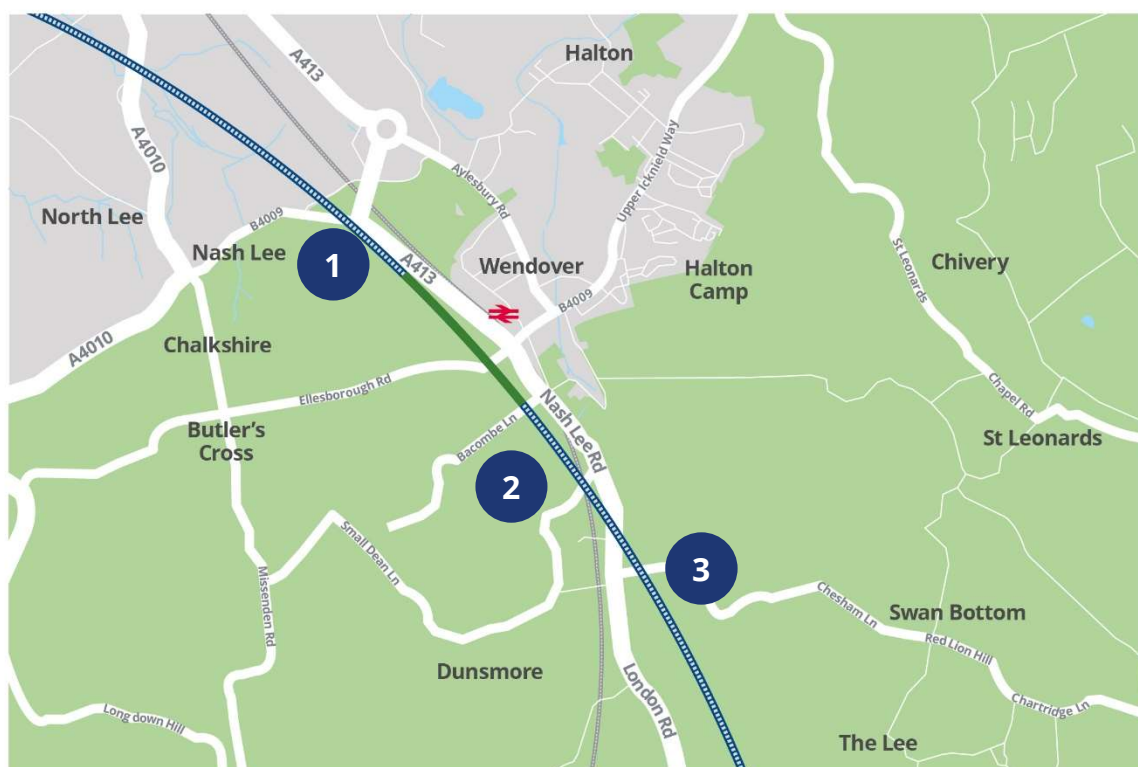 Halton
A413
A4010
Aylesbury Rd
Upper Icknield Way
North Lee
B4009
Nash Lee
1
A413
Wendover
Halton
Camp
St Leonards
Chivery
B4009
A4010
Chalkshire
Ellesborough Rd
Chapel Rd
Butler's
Cross
Bacombe Ln
Nash Lee Rd
St Leonards
2
Small Dean Ln
3
Missenden Rd
Chesham Ln
Swan Bottom
Red Lion Hill
Dunsmore
London Rd
Chartridge Ln
Longdown Hill
The Lee